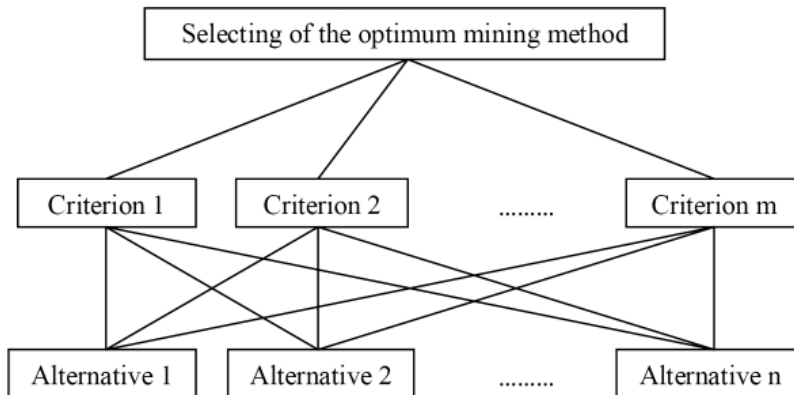 Selecting of the optimum mining method
Criterion 1 Criterion 2 ......... Criterion m
Alternative 1 Alternative 2 ......... Alternative n